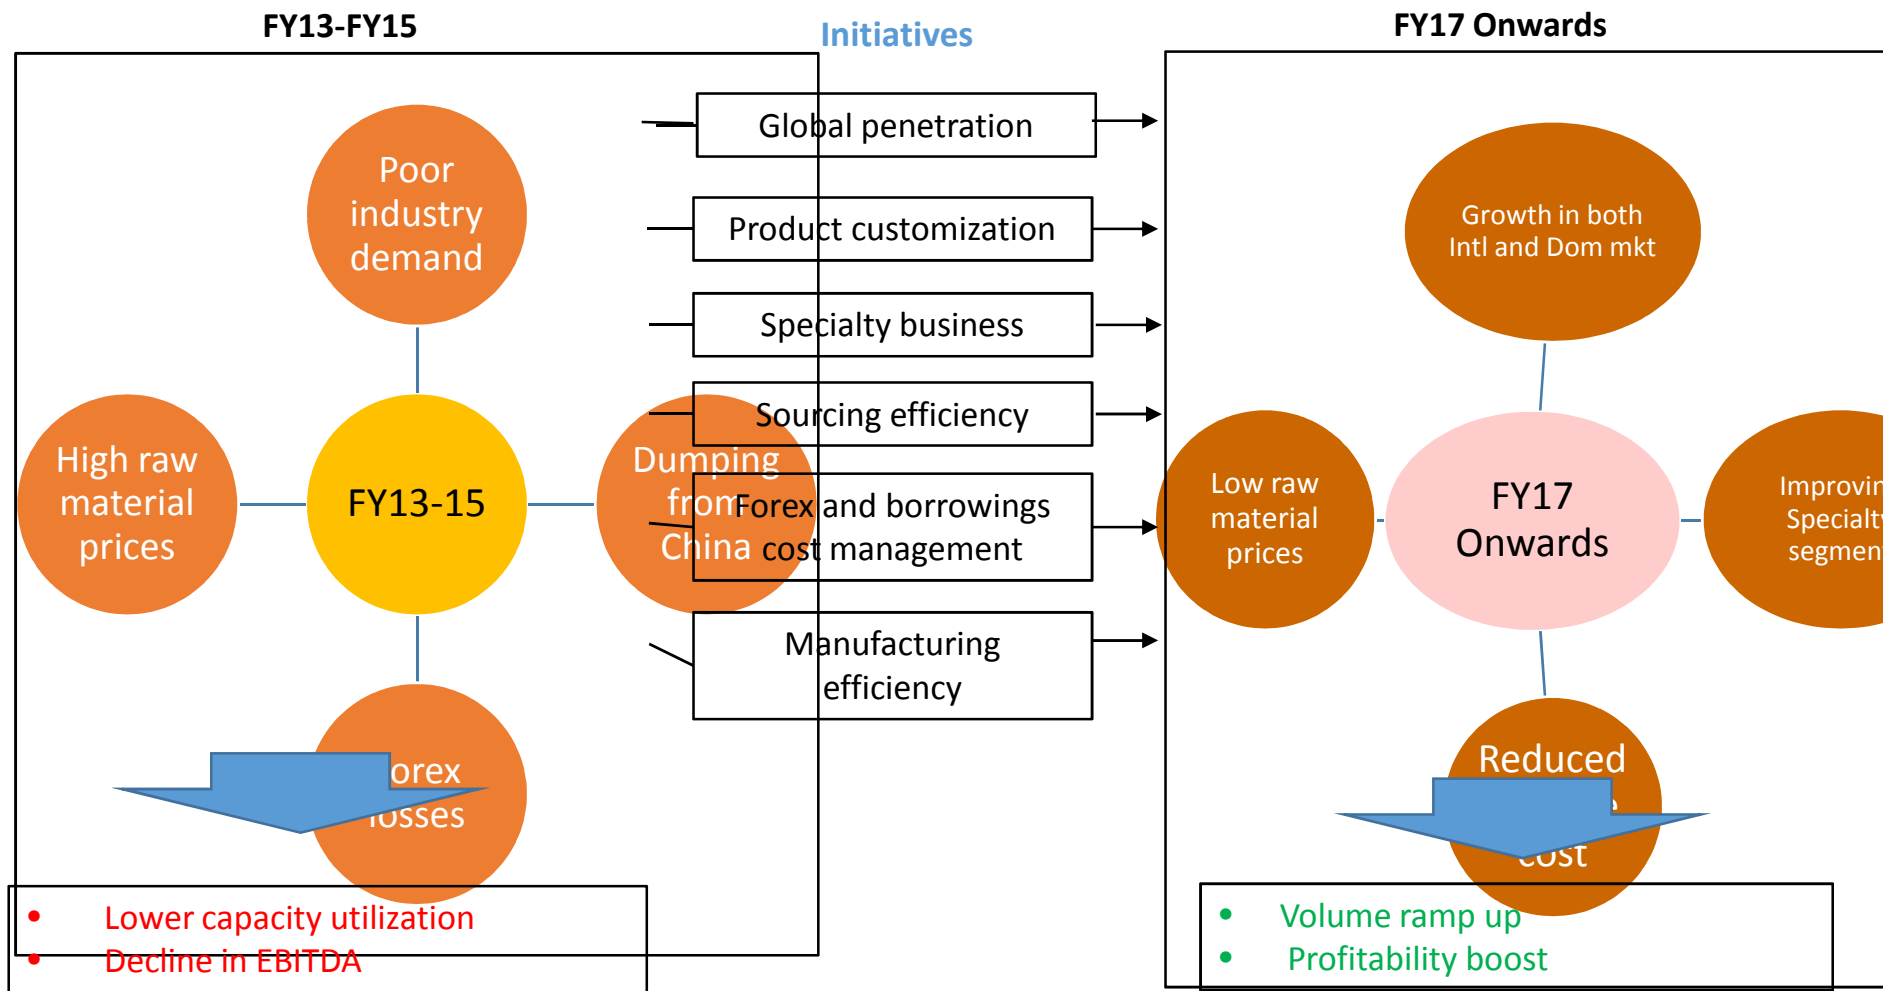 FY13-FY15
Poor
industry
demand
High raw
material
prices
FY13-15
Dumping
from
China
losses
• Lower capacity utilization
• Decline in EBITDA
Initiatives
Global penetration
Product customization
Specialty business
Sourcing efficiency
Forex and borrowings
cost management
Manufacturing
efficiency
FY17 Onwards
Growth in both
Intl and Dom mkt
Low raw
material
prices
FY17
Onwards
Reduced
cost
• Volume ramp up
• Profitability boost